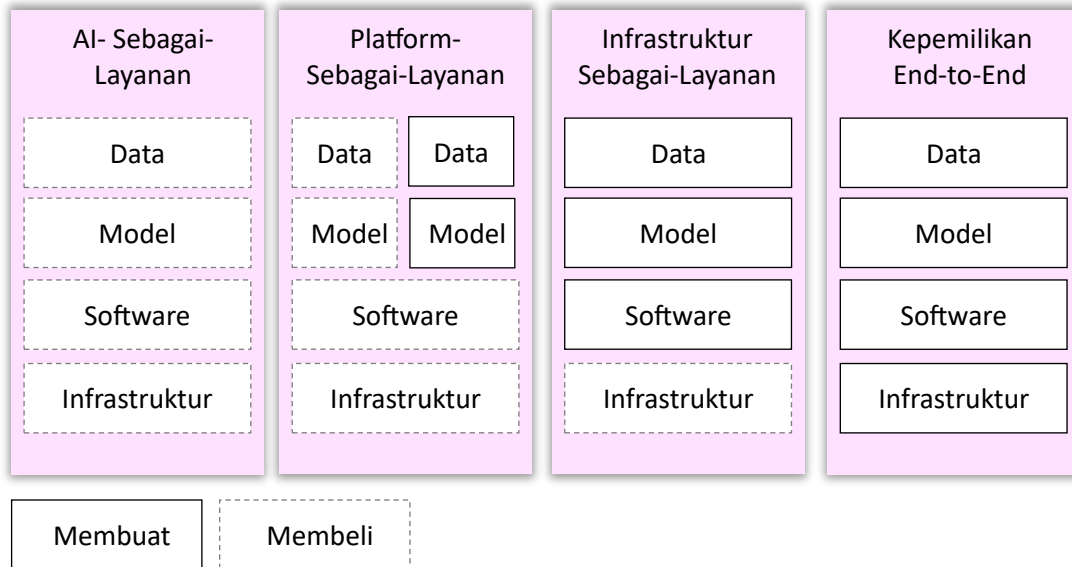 AI- Sebagai-
Layanan
Data
Model
Software
Infrastruktur
Platform-
Sebagai-Layanan
Data
Data
Model
Model
Software
Infrastruktur
Infrastruktur
Sebagai-Layanan
Data
Model
Software
Infrastruktur
Kepemilikan
End-to-End
Data
Model
Software
Infrastruktur
Membuat
Membeli